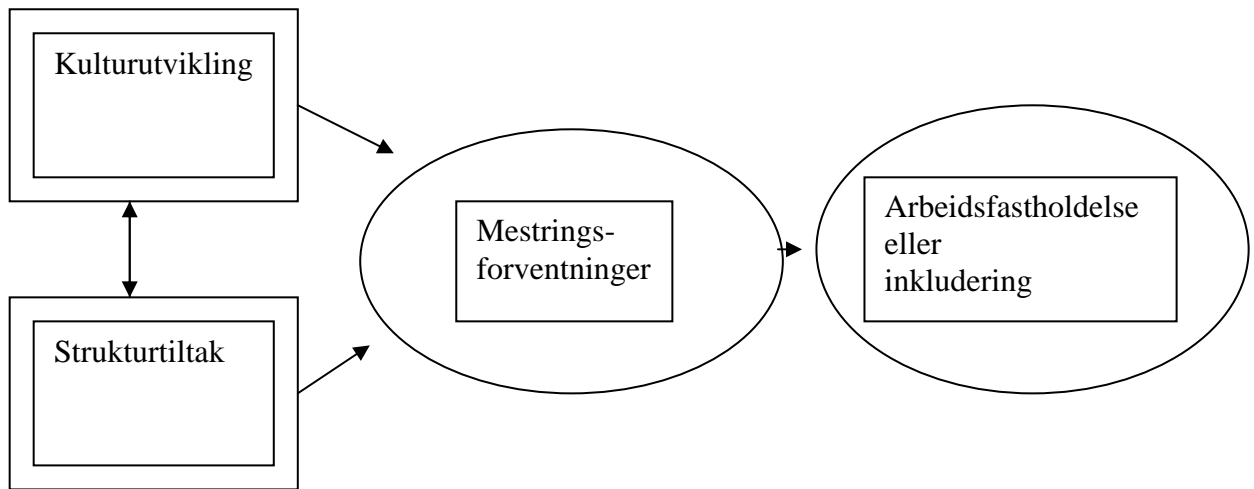 Kulturutvikling
Strukturtiltak
Mestrings-
forventninger
Arbeidsfastholdelse
eller
inkludering